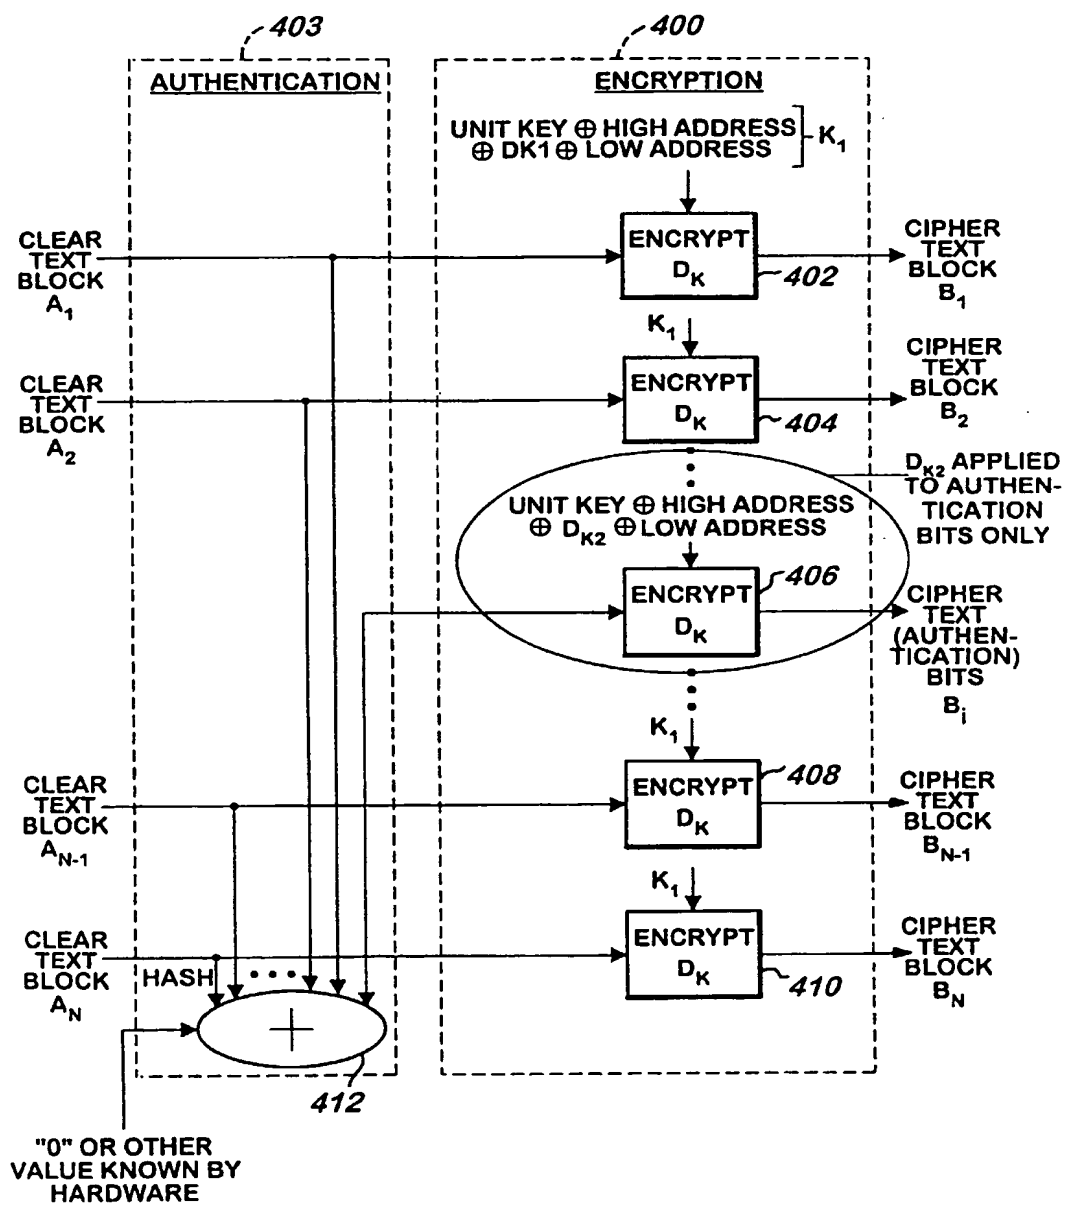 403
400
AUTHENTICATION
ENCRYPTION
UNIT KEY ⊕ HIGH ADDRESS
⊕ DK1 ⊕ LOW ADDRESS
K1
CLEAR
TEXT
BLOCK
A1
ENCRYPT
DK
402
CIPHER
TEXT
BLOCK
B1
K1
CLEAR
TEXT
BLOCK
A2
ENCRYPT
DK
404
CIPHER
TEXT
BLOCK
B2
DK2 APPLIED
TO AUTHEN-
TICATION
BITS ONLY
UNIT KEY ⊕ HIGH ADDRESS
⊕ DK2 ⊕ LOW ADDRESS
ENCRYPT
DK
406
CIPHER
TEXT
(AUTHEN-
TICATION)
BITS
Bi
K1
CLEAR
TEXT
BLOCK
AN-1
ENCRYPT
DK
408
CIPHER
TEXT
BLOCK
BN-1
K1
CLEAR
TEXT
BLOCK
AN
HASH
ENCRYPT
DK
410
CIPHER
TEXT
BLOCK
BN
412
"0" OR OTHER
VALUE KNOWN BY
HARDWARE